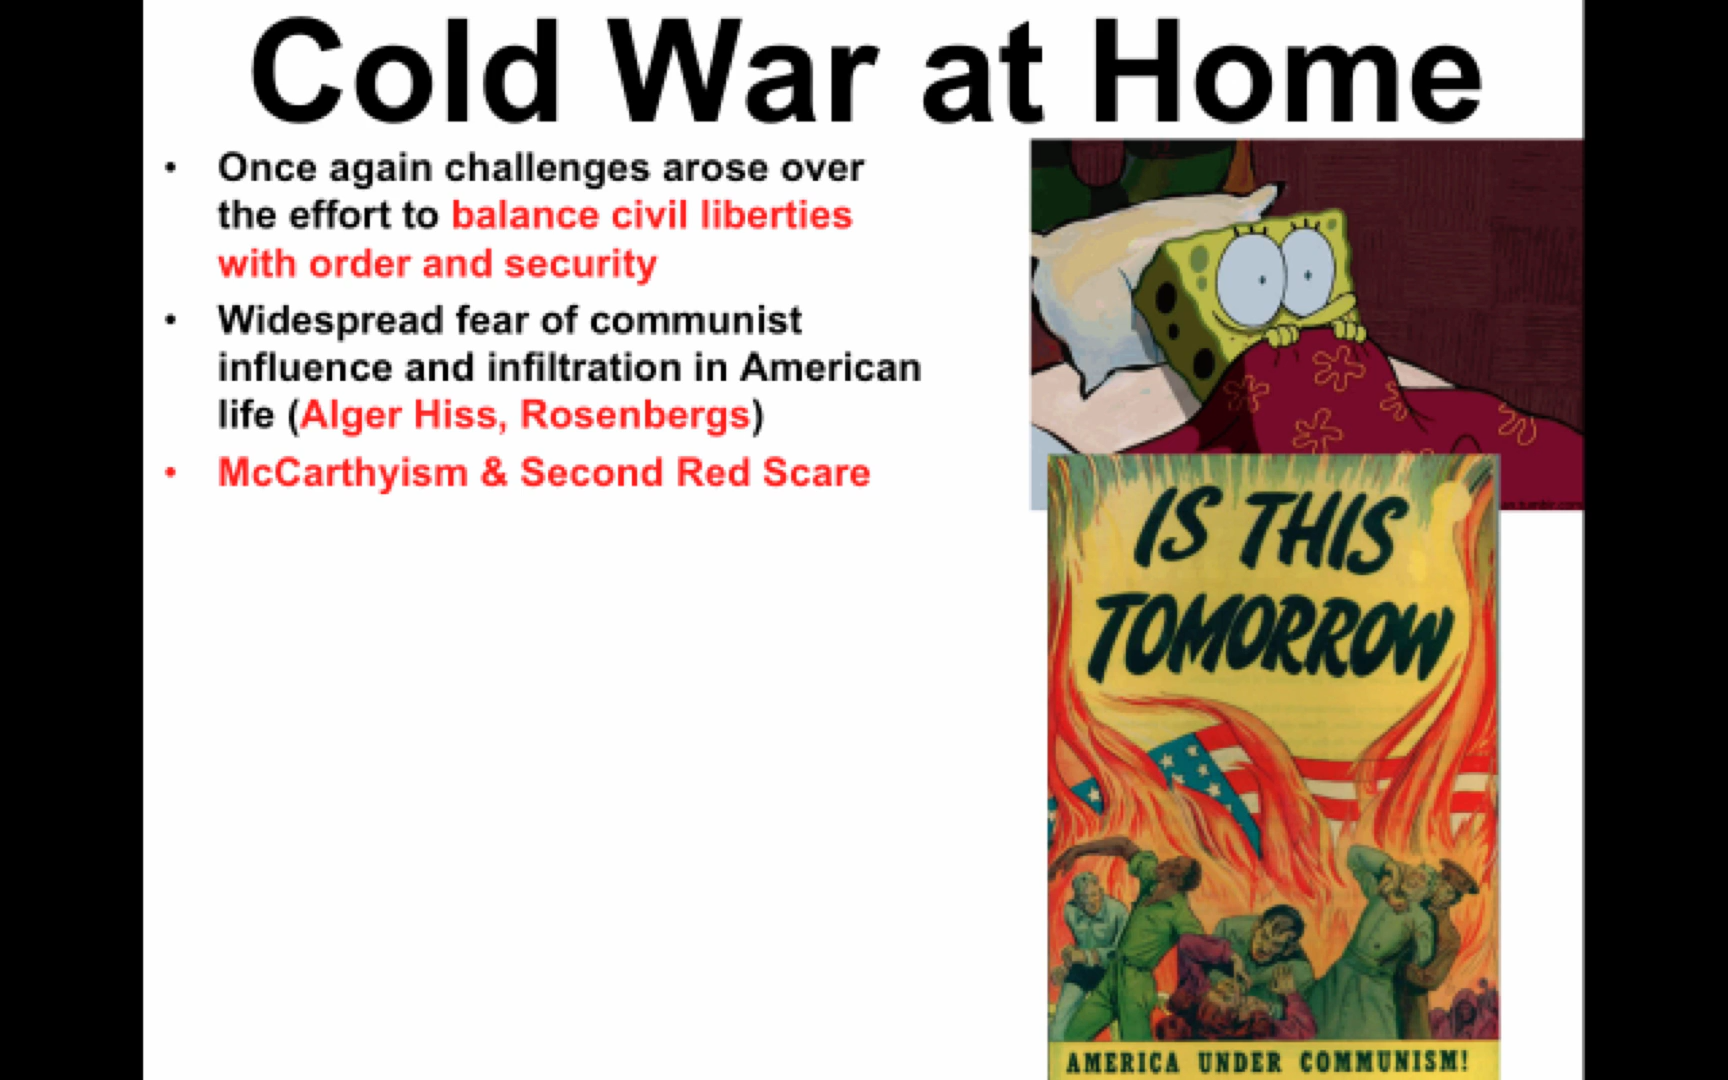 Cold War at Home
• Once again challenges arose over
the effort to balance civil liberties
with order and security
• Widespread fear of communist
influence and infiltration in American
life (Alger Hiss, Rosenbergs)
• McCarthyism & Second Red Scare
IS THIS
TOMORROW
AMERICA UNDER COMMUNISM!